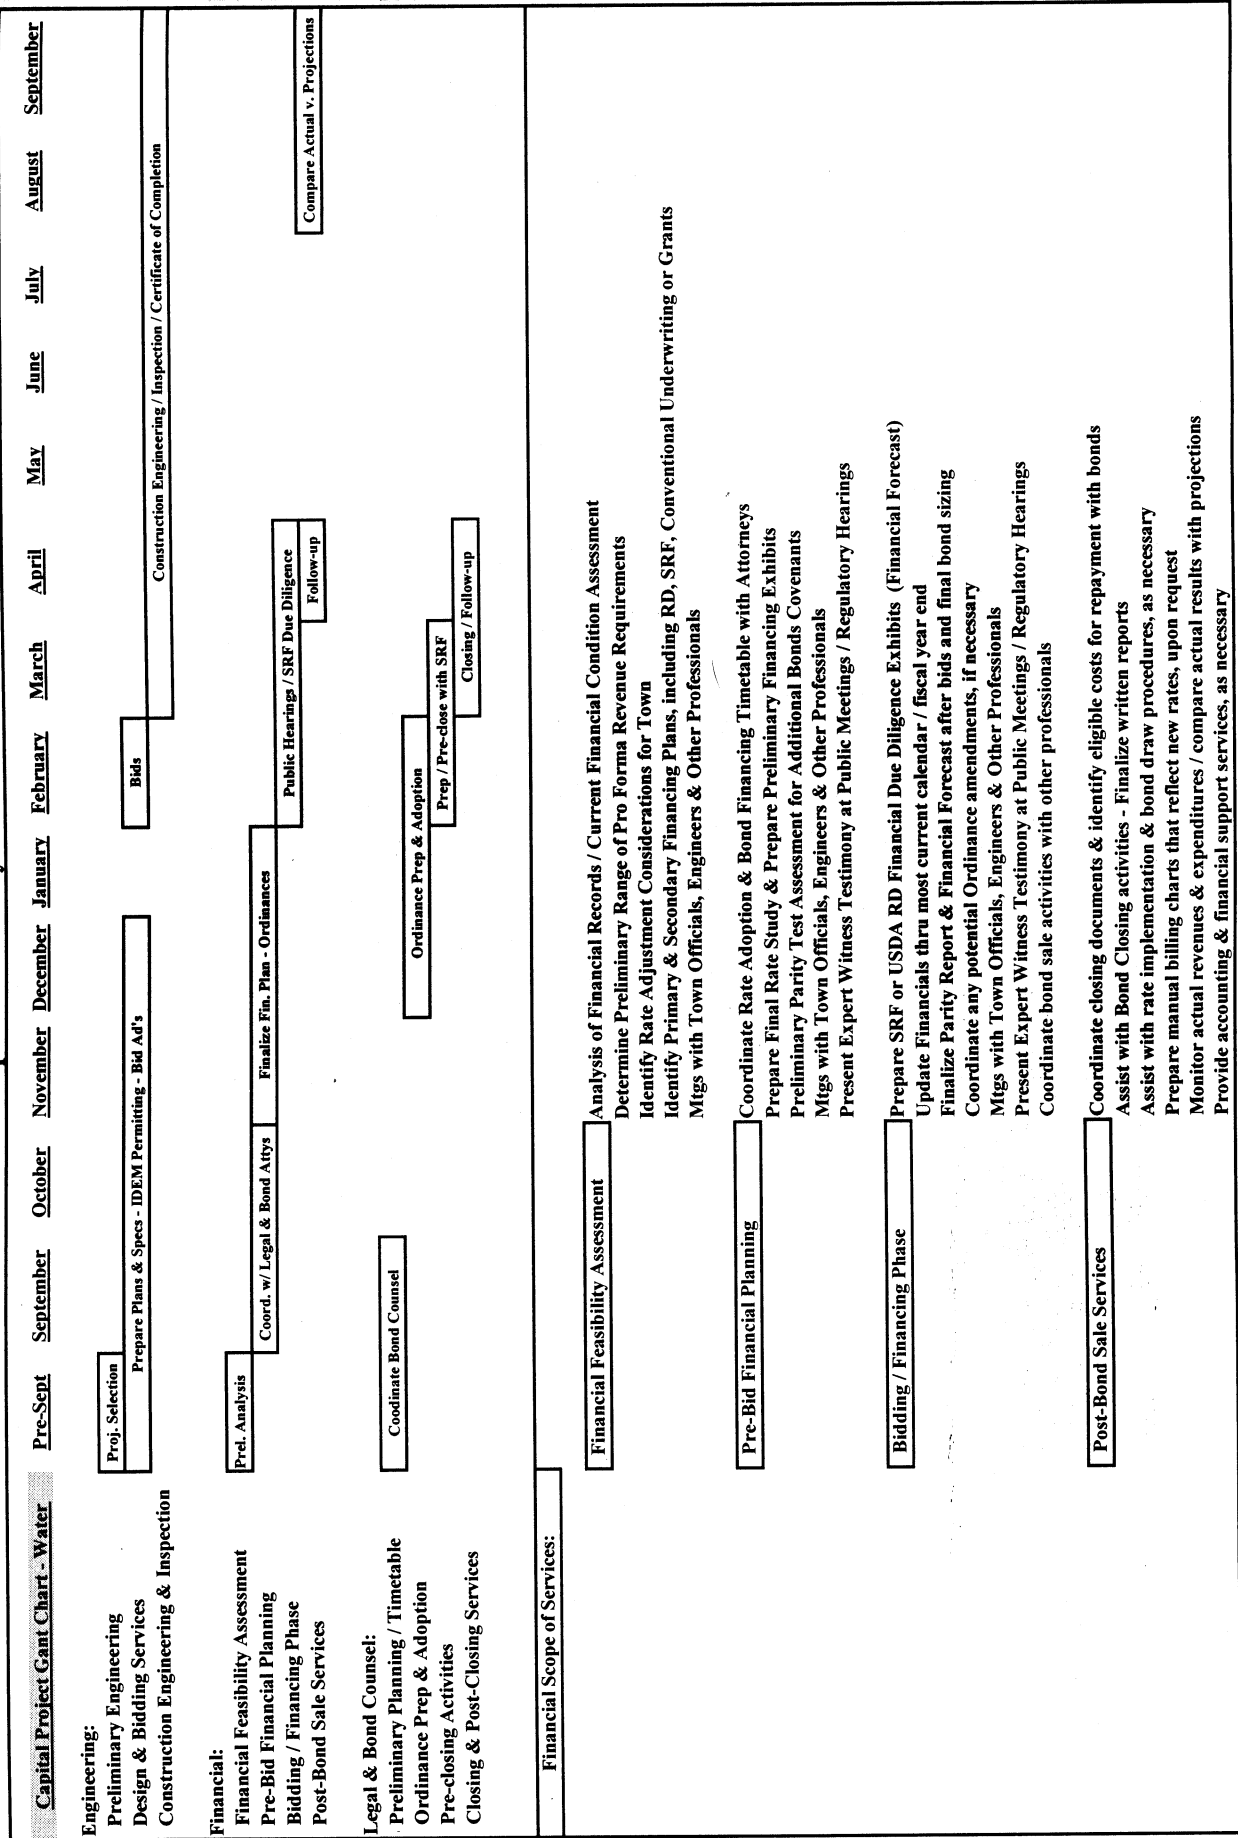 Capital Project Gant Chart - Water Pre-Sept September October November December January February March April May June July August September
Engineering:
Preliminary Engineering Proj. Selection
Design & Bidding Services Prepare Plans & Specs - IDEM Permitting - Bid Ad's Bids
Construction Engineering & Inspection Construction Engineering / Inspection / Certificate of Completion
Financial:
Financial Feasibility Assessment Prel. Analysis
Pre-Bid Financial Planning Coord. w/ Legal & Bond Attys Finalize Fin. Plan - Ordinances
Bidding / Financing Phase Public Hearings / SRF Due Diligence
Post-Bond Sale Services Follow-up Compare Actual v. Projections
Legal & Bond Counsel:
Preliminary Planning / Timetable Coodinate Bond Counsel
Ordinance Prep & Adoption Ordinance Prep & Adoption
Pre-closing Activities Prep / Pre-close with SRF
Closing & Post-Closing Services Closing / Follow-up
Financial Scope of Services:
Financial Feasibility Assessment Analysis of Financial Records / Current Financial Condition Assessment
Determine Preliminary Range of Pro Forma Revenue Requirements
Identify Rate Adjustment Considerations for Town
Identify Primary & Secondary Financing Plans, including RD, SRF, Conventional Underwriting or Grants
Mtgs with Town Officials, Engineers & Other Professionals
Pre-Bid Financial Planning Coordinate Rate Adoption & Bond Financing Timetable with Attorneys
Prepare Final Rate Study & Prepare Preliminary Financing Exhibits
Preliminary Parity Test Assessment for Additional Bonds Covenants
Mtgs with Town Officials, Engineers & Other Professionals
Present Expert Witness Testimony at Public Meetings / Regulatory Hearings
Bidding / Financing Phase Prepare SRF or USDA RD Financial Due Diligence Exhibits (Financial Forecast)
Update Financials thru most current calendar / fiscal year end
Finalize Parity Report & Financial Forecast after bids and final bond sizing
Coordinate any potential Ordinance amendments, if necessary
Mtgs with Town Officials, Engineers & Other Professionals
Present Expert Witness Testimony at Public Meetings / Regulatory Hearings
Coordinate bond sale activities with other professionals
Post-Bond Sale Services Coordinate closing documents & identify eligible costs for repayment with bonds
Assist with Bond Closing activities - Finalize written reports
Assist with rate implementation & bond draw procedures, as necessary
Prepare manual billing charts that reflect new rates, upon request
Monitor actual revenues & expenditures / compare actual results with projections
Provide accounting & financial support services, as necessary